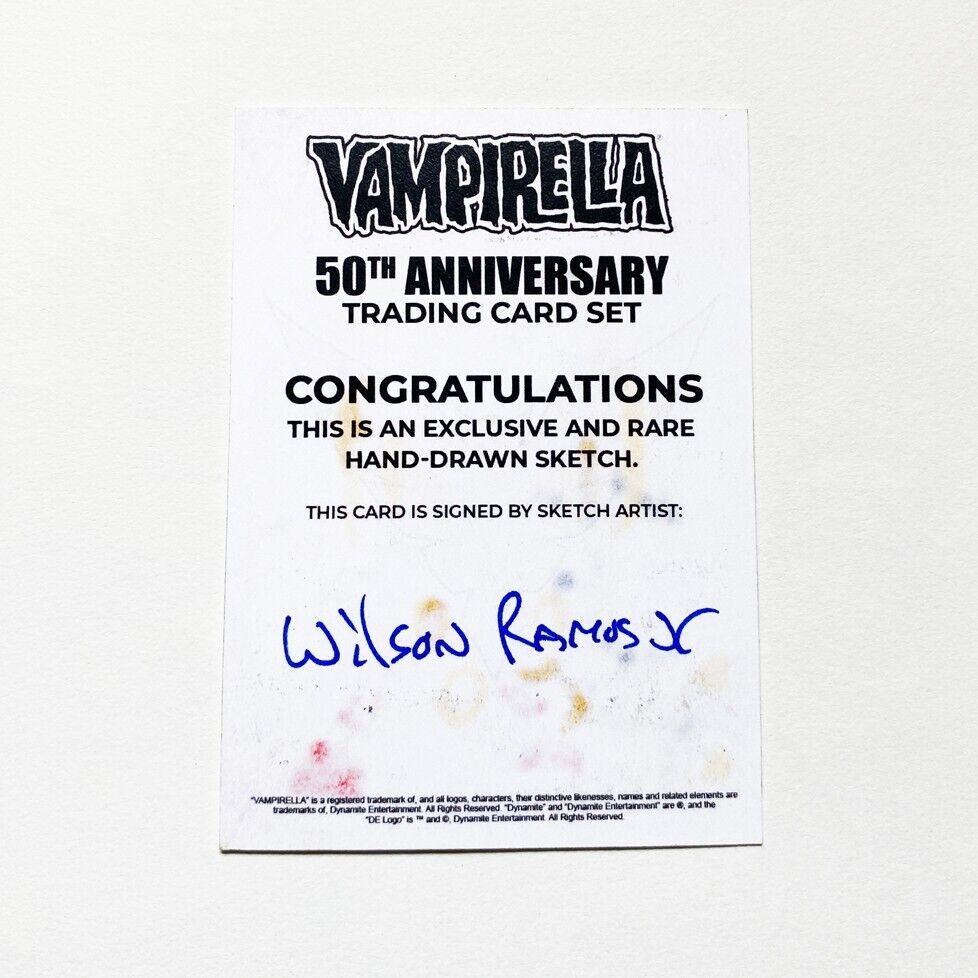 VAMPIRELLA
50TH ANNIVERSARY
TRADING CARD SET
CONGRATULATIONS
THIS IS AN EXCLUSIVE AND RARE
HAND-DRAWN SKETCH.
THIS CARD IS SIGNED BY SKETCH ARTIST:
Wilson Ramos Jr
"VAMPIRELLA" is a registered trademark of, and all logos, characters, their distinctive likenesses, names and related elements are
trademarks of, Dynamite Entertainment. All Rights Reserved. "Dynamite" and "Dynamite Entertainment" are ®, and the
"DE Logo" is ™ and ©, Dynamite Entertainment. All Rights Reserved.